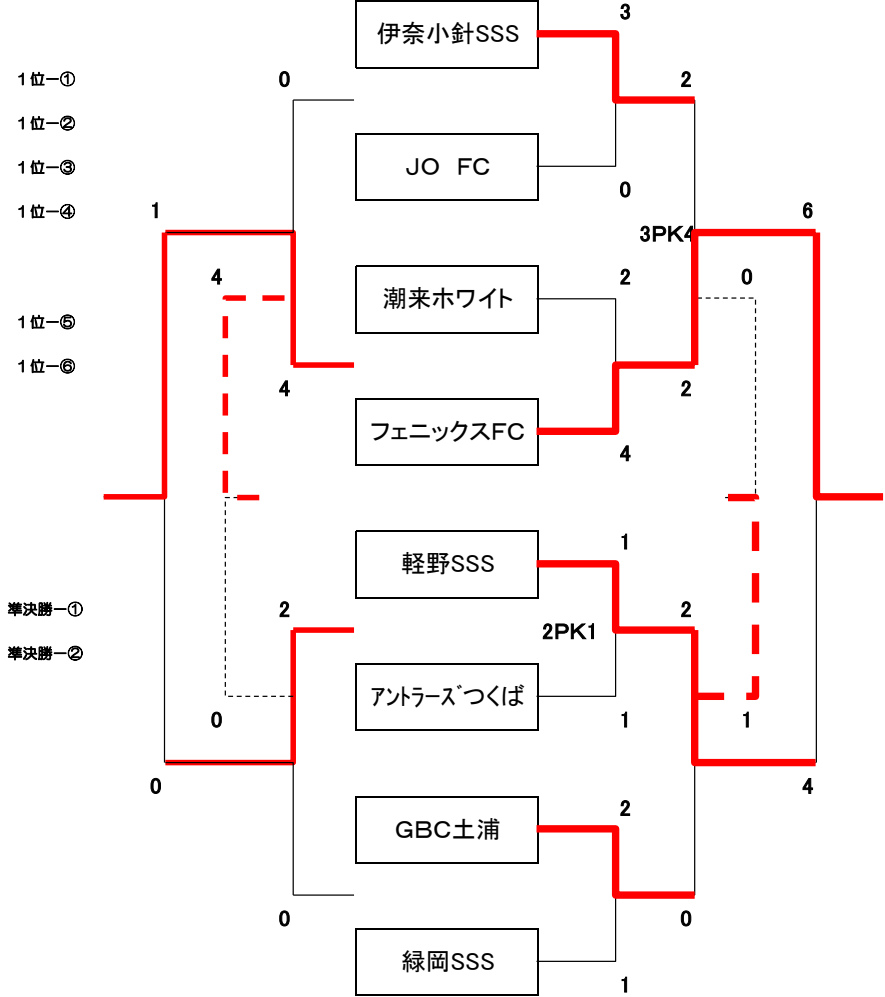 3
伊奈小針SSS
1位ー①
0
2
1位ー②
1位ー③
JO FC
0
1位ー④
1
6
3PK4
4
2
0
潮来ホワイト
1位ー⑤
1位ー⑥
4
2
フェニックスFC
4
1
軽野SSS
準決勝ー①
2
2
2PK1
準決勝ー②
アントラーズつくば
0
1
1
0
4
2
GBC土浦
0
0
緑岡SSS
1